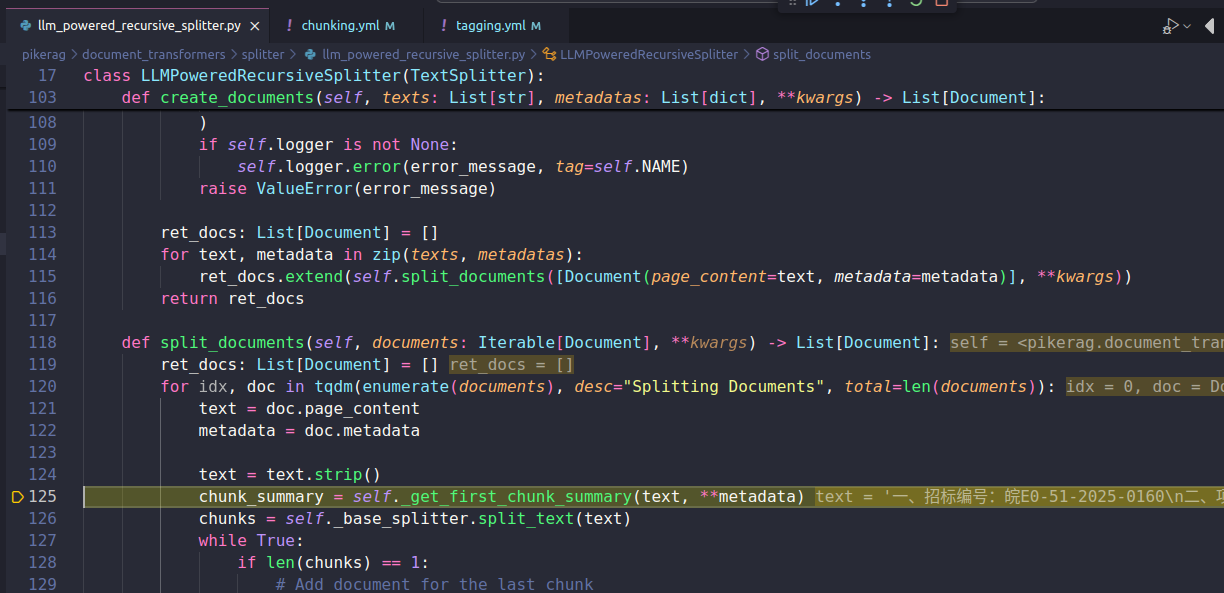 llm_powered_recursive_splitter.py
! chunking.yml M
! tagging.yml M
pikerag > document_transformers > splitter > llm_powered_recursive_splitter.py > LLMPoweredRecursiveSplitter > split_documents
17 class LLMPoweredRecursiveSplitter(TextSplitter):
103 def create_documents(self, texts: List[str], metadatas: List[dict], **kwargs) -> List[Document]:
108 )
109 if self.logger is not None:
110 self.logger.error(error_message, tag=self.NAME)
111 raise ValueError(error_message)
112
113 ret_docs: List[Document] = []
114 for text, metadata in zip(texts, metadatas):
115 ret_docs.extend(self.split_documents([Document(page_content=text, metadata=metadata)], **kwargs))
116 return ret_docs
117
118 def split_documents(self, documents: Iterable[Document], **kwargs) -> List[Document]: self = <pikerag.document_tran
119 ret_docs: List[Document] = [] ret_docs = []
120 for idx, doc in tqdm(enumerate(documents), desc="Splitting Documents", total=len(documents)): idx = 0, doc = Do
121 text = doc.page_content
122 metadata = doc.metadata
123
124 text = text.strip()
125 chunk_summary = self._get_first_chunk_summary(text, **metadata) text = '一、招标编号：皖E0-51-2025-0160\n二、项
126 chunks = self._base_splitter.split_text(text)
127 while True:
128 if len(chunks) == 1:
129 # Add document for the last chunk